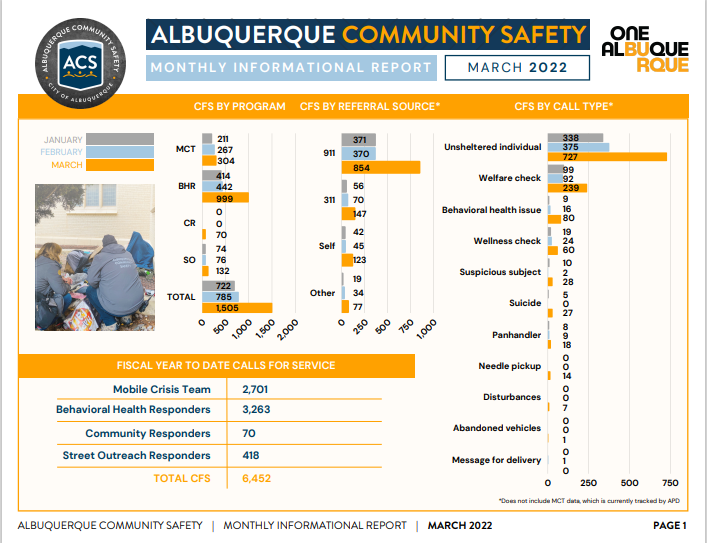 ALBUQUERQUE COMMUNITY SAFETY
ACS
CITY OF ALBUQUERQUE
ALBUQUERQUE COMMUNITY SAFETY
MONTHLY INFORMATIONAL REPORT
MARCH 2022
ONE
ALBUQUE
RQUE
CFS BY PROGRAM
CFS BY REFERRAL SOURCE*
CFS BY CALL TYPE*
JANUARY
FEBRUARY
MARCH
MCT
211
267
304
BHR
414
442
999
CR
0
0
70
SO
74
76
132
TOTAL
722
785
1,505
0
500
1,000
1,500
2,000
911
371
370
854
311
56
70
147
Self
42
45
123
Other
19
34
77
0
250
500
750
1,000
Unsheltered individual
338
375
727
Welfare check
99
92
239
Behavioral health issue
9
16
80
Wellness check
19
24
60
Suspicious subject
10
2
28
Suicide
5
0
27
Panhandler
8
9
18
Needle pickup
0
0
14
Disturbances
0
0
7
Abandoned vehicles
0
0
1
Message for delivery
0
1
0
0
250
500
750
*Does not include MCT data, which is currently tracked by APD
FISCAL YEAR TO DATE CALLS FOR SERVICE
Mobile Crisis Team 2,701
Behavioral Health Responders 3,263
Community Responders 70
Street Outreach Responders 418
TOTAL CFS 6,452
ALBUQUERQUE COMMUNITY SAFETY | MONTHLY INFORMATIONAL REPORT | MARCH 2022
PAGE 1